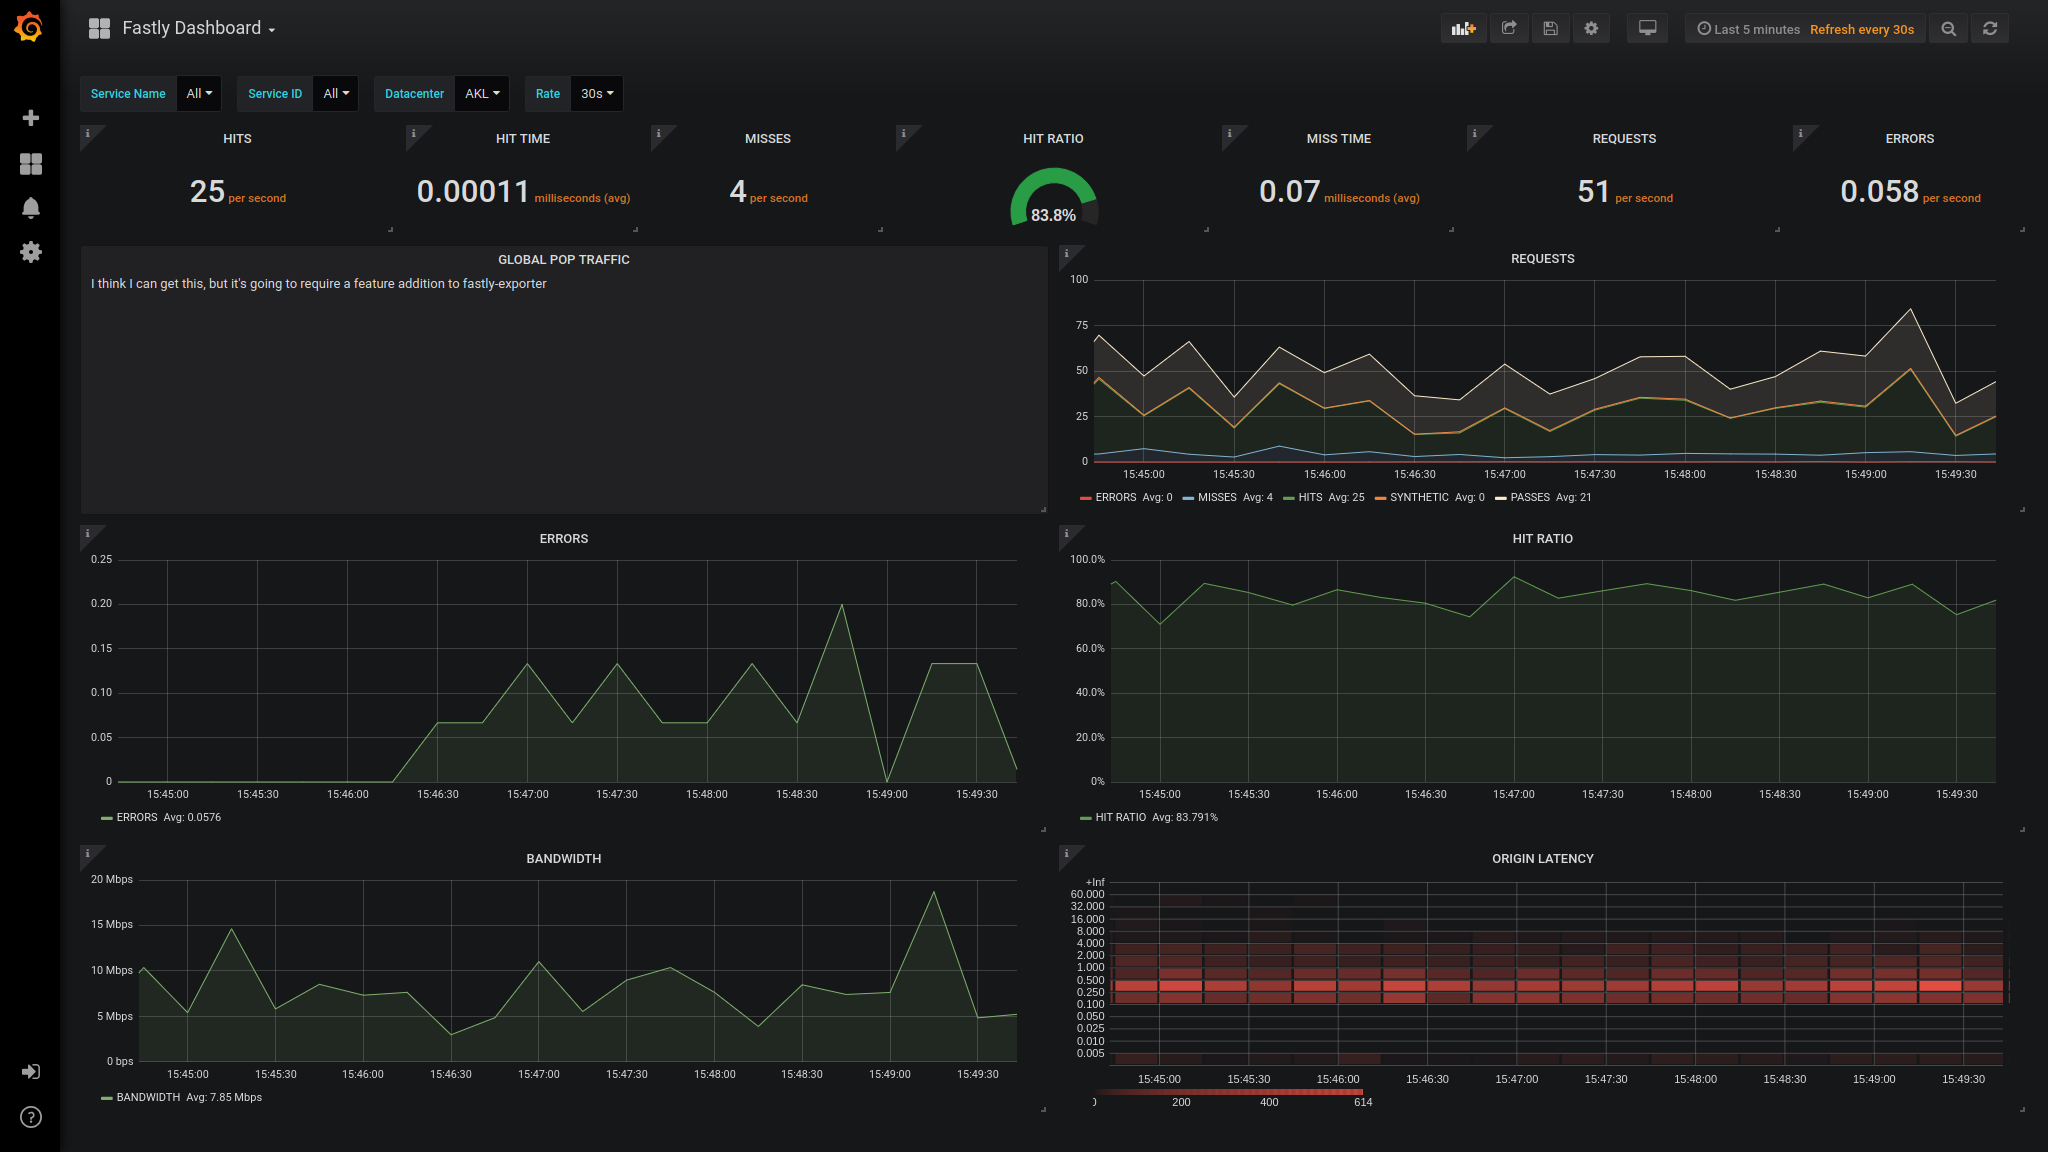 Fastly Dashboard
Last 5 minutes Refresh every 30s
Service Name All Service ID All Datacenter AKL Rate 30s
HITS
25 per second
HIT TIME
0.00011 milliseconds (avg)
MISSES
4 per second
HIT RATIO
83.8%
MISS TIME
0.07 milliseconds (avg)
REQUESTS
51 per second
ERRORS
0.058 per second
GLOBAL POP TRAFFIC
I think I can get this, but it's going to require a feature addition to fastly-exporter
REQUESTS
100
75
50
25
0
15:45:00 15:45:30 15:46:00 15:46:30 15:47:00 15:47:30 15:48:00 15:48:30 15:49:00 15:49:30
ERRORS Avg: 0 MISSES Avg: 4 HITS Avg: 25 SYNTHETIC Avg: 0 PASSES Avg: 21
ERRORS
0.25
0.20
0.15
0.10
0.05
0
15:45:00 15:45:30 15:46:00 15:46:30 15:47:00 15:47:30 15:48:00 15:48:30 15:49:00 15:49:30
ERRORS Avg: 0.0576
HIT RATIO
100.0%
80.0%
60.0%
40.0%
20.0%
0%
15:45:00 15:45:30 15:46:00 15:46:30 15:47:00 15:47:30 15:48:00 15:48:30 15:49:00 15:49:30
HIT RATIO Avg: 83.791%
BANDWIDTH
20 Mbps
15 Mbps
10 Mbps
5 Mbps
0 bps
15:45:00 15:45:30 15:46:00 15:46:30 15:47:00 15:47:30 15:48:00 15:48:30 15:49:00 15:49:30
BANDWIDTH Avg: 7.85 Mbps
ORIGIN LATENCY
+Inf
60.000
32.000
16.000
8.000
4.000
2.000
1.000
0.500
0.250
0.100
0.050
0.025
0.010
0.005
15:45:00 15:45:30 15:46:00 15:46:30 15:47:00 15:47:30 15:48:00 15:48:30 15:49:00 15:49:30
0 200 400 614